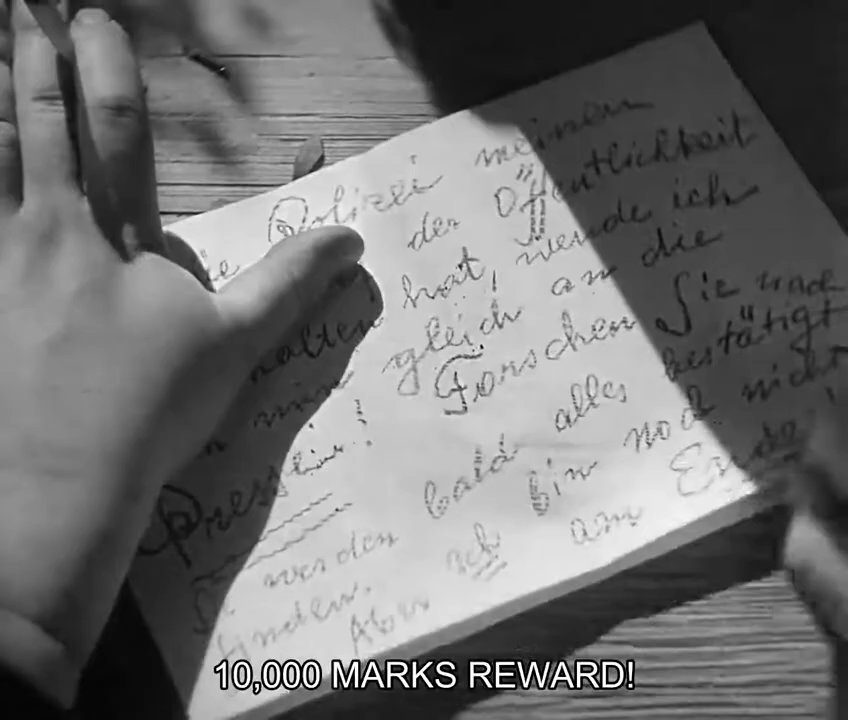 Polizei meinen
der Öffentlichkeit
halten hat, wende ich
gleich an die
Presse! Forschen Sie nach
werden bald alles bestätigt
finden. Aber ich bin noch nicht
am Ende
10,000 MARKS REWARD!